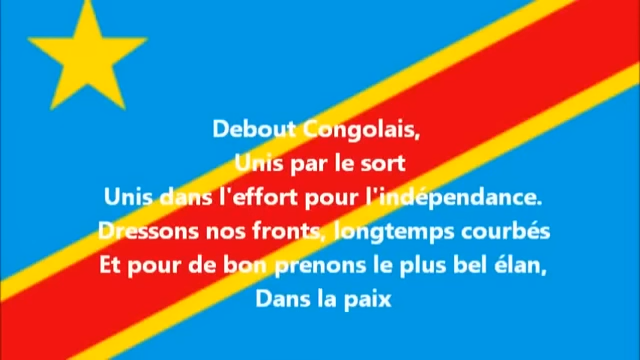 Debout Congolais,
Unis par le sort
Unis dans l'effort pour l'indépendance.
Dressons nos fronts, longtemps courbés
Et pour de bon prenons le plus bel élan,
Dans la paix